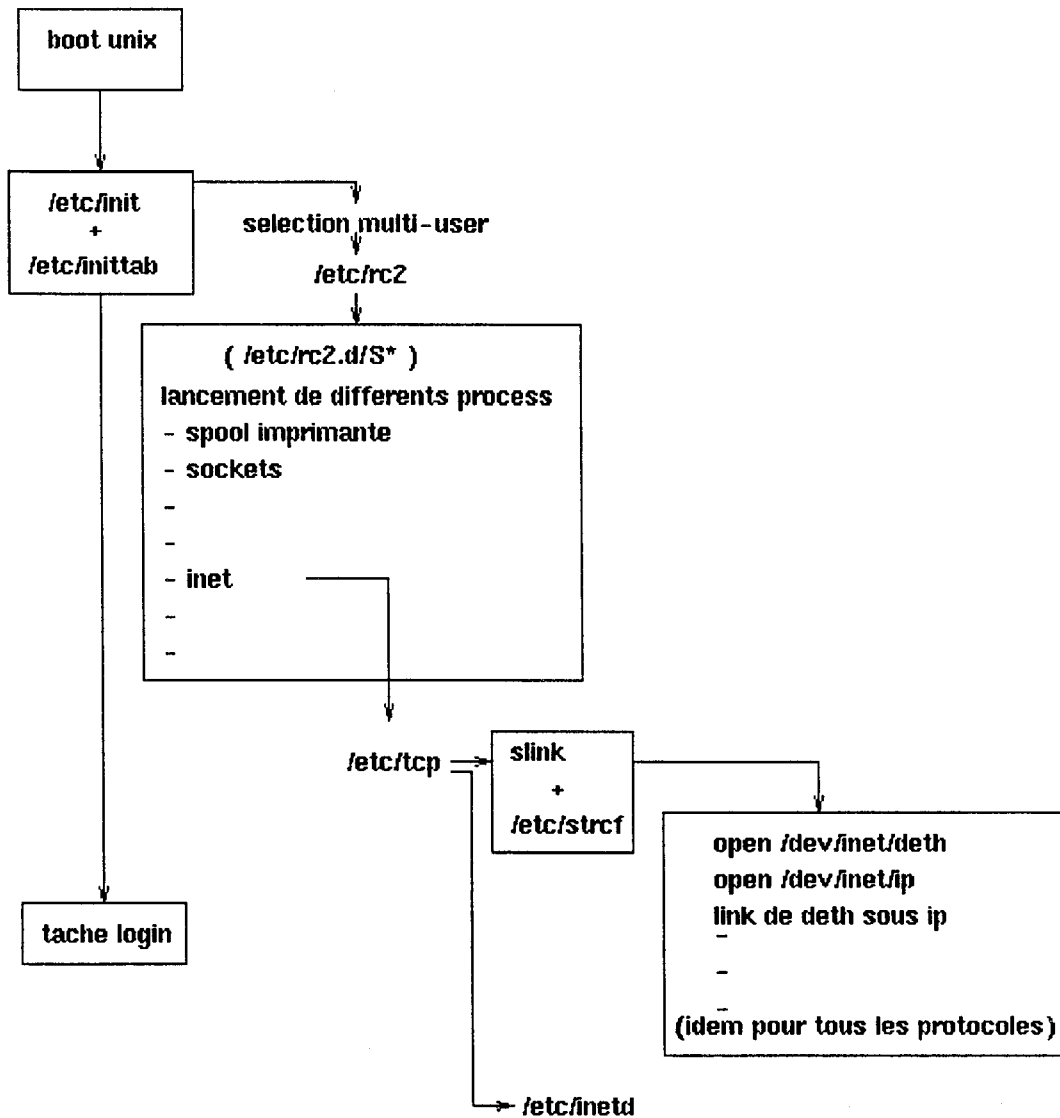 boot unix
/etc/init
+
/etc/inittab
selection multi-user
/etc/rc2
( /etc/rc2.d/S* )
lancement de differents process
- spool imprimante
- sockets
-
-
- inet
-
-
/etc/tcp
slink
+
/etc/strcf
open /dev/inet/deth
open /dev/inet/ip
link de deth sous ip
-
-
-
(idem pour tous les protocoles)
tache login
/etc/inetd